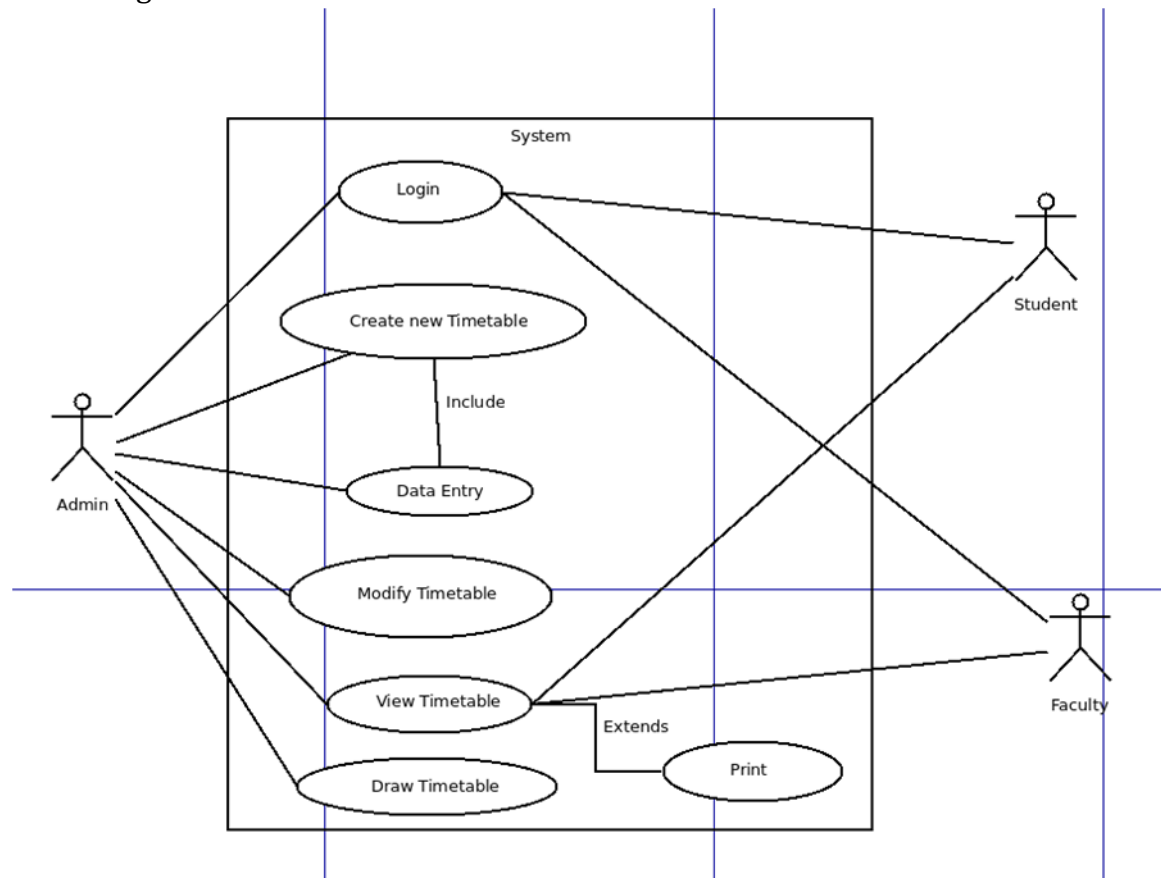 System
Login
Student
Create new Timetable
Include
Data Entry
Admin
Modify Timetable
View Timetable
Faculty
Extends
Print
Draw Timetable